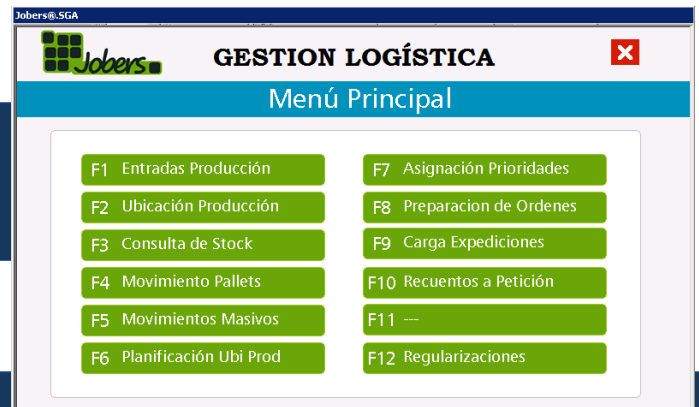 Jobers®.SGA
Jobers
GESTION LOGÍSTICA
Menú Principal
F1 Entradas Producción
F2 Ubicación Producción
F3 Consulta de Stock
F4 Movimiento Pallets
F5 Movimientos Masivos
F6 Planificación Ubi Prod
F7 Asignación Prioridades
F8 Preparacion de Ordenes
F9 Carga Expediciones
F10 Recuentos a Petición
F11 ---
F12 Regularizaciones